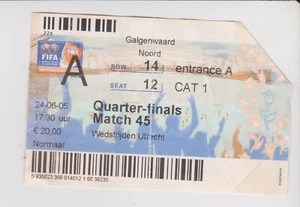 226
Galgenwaard
Noord
FIFA
A
ROW 14 entrance A
SEAT 12 CAT 1
24-06-05
17:30 uur
€ 20,00
Normaal
Quarter-finals
Match 45
Wedstrijden Utrecht